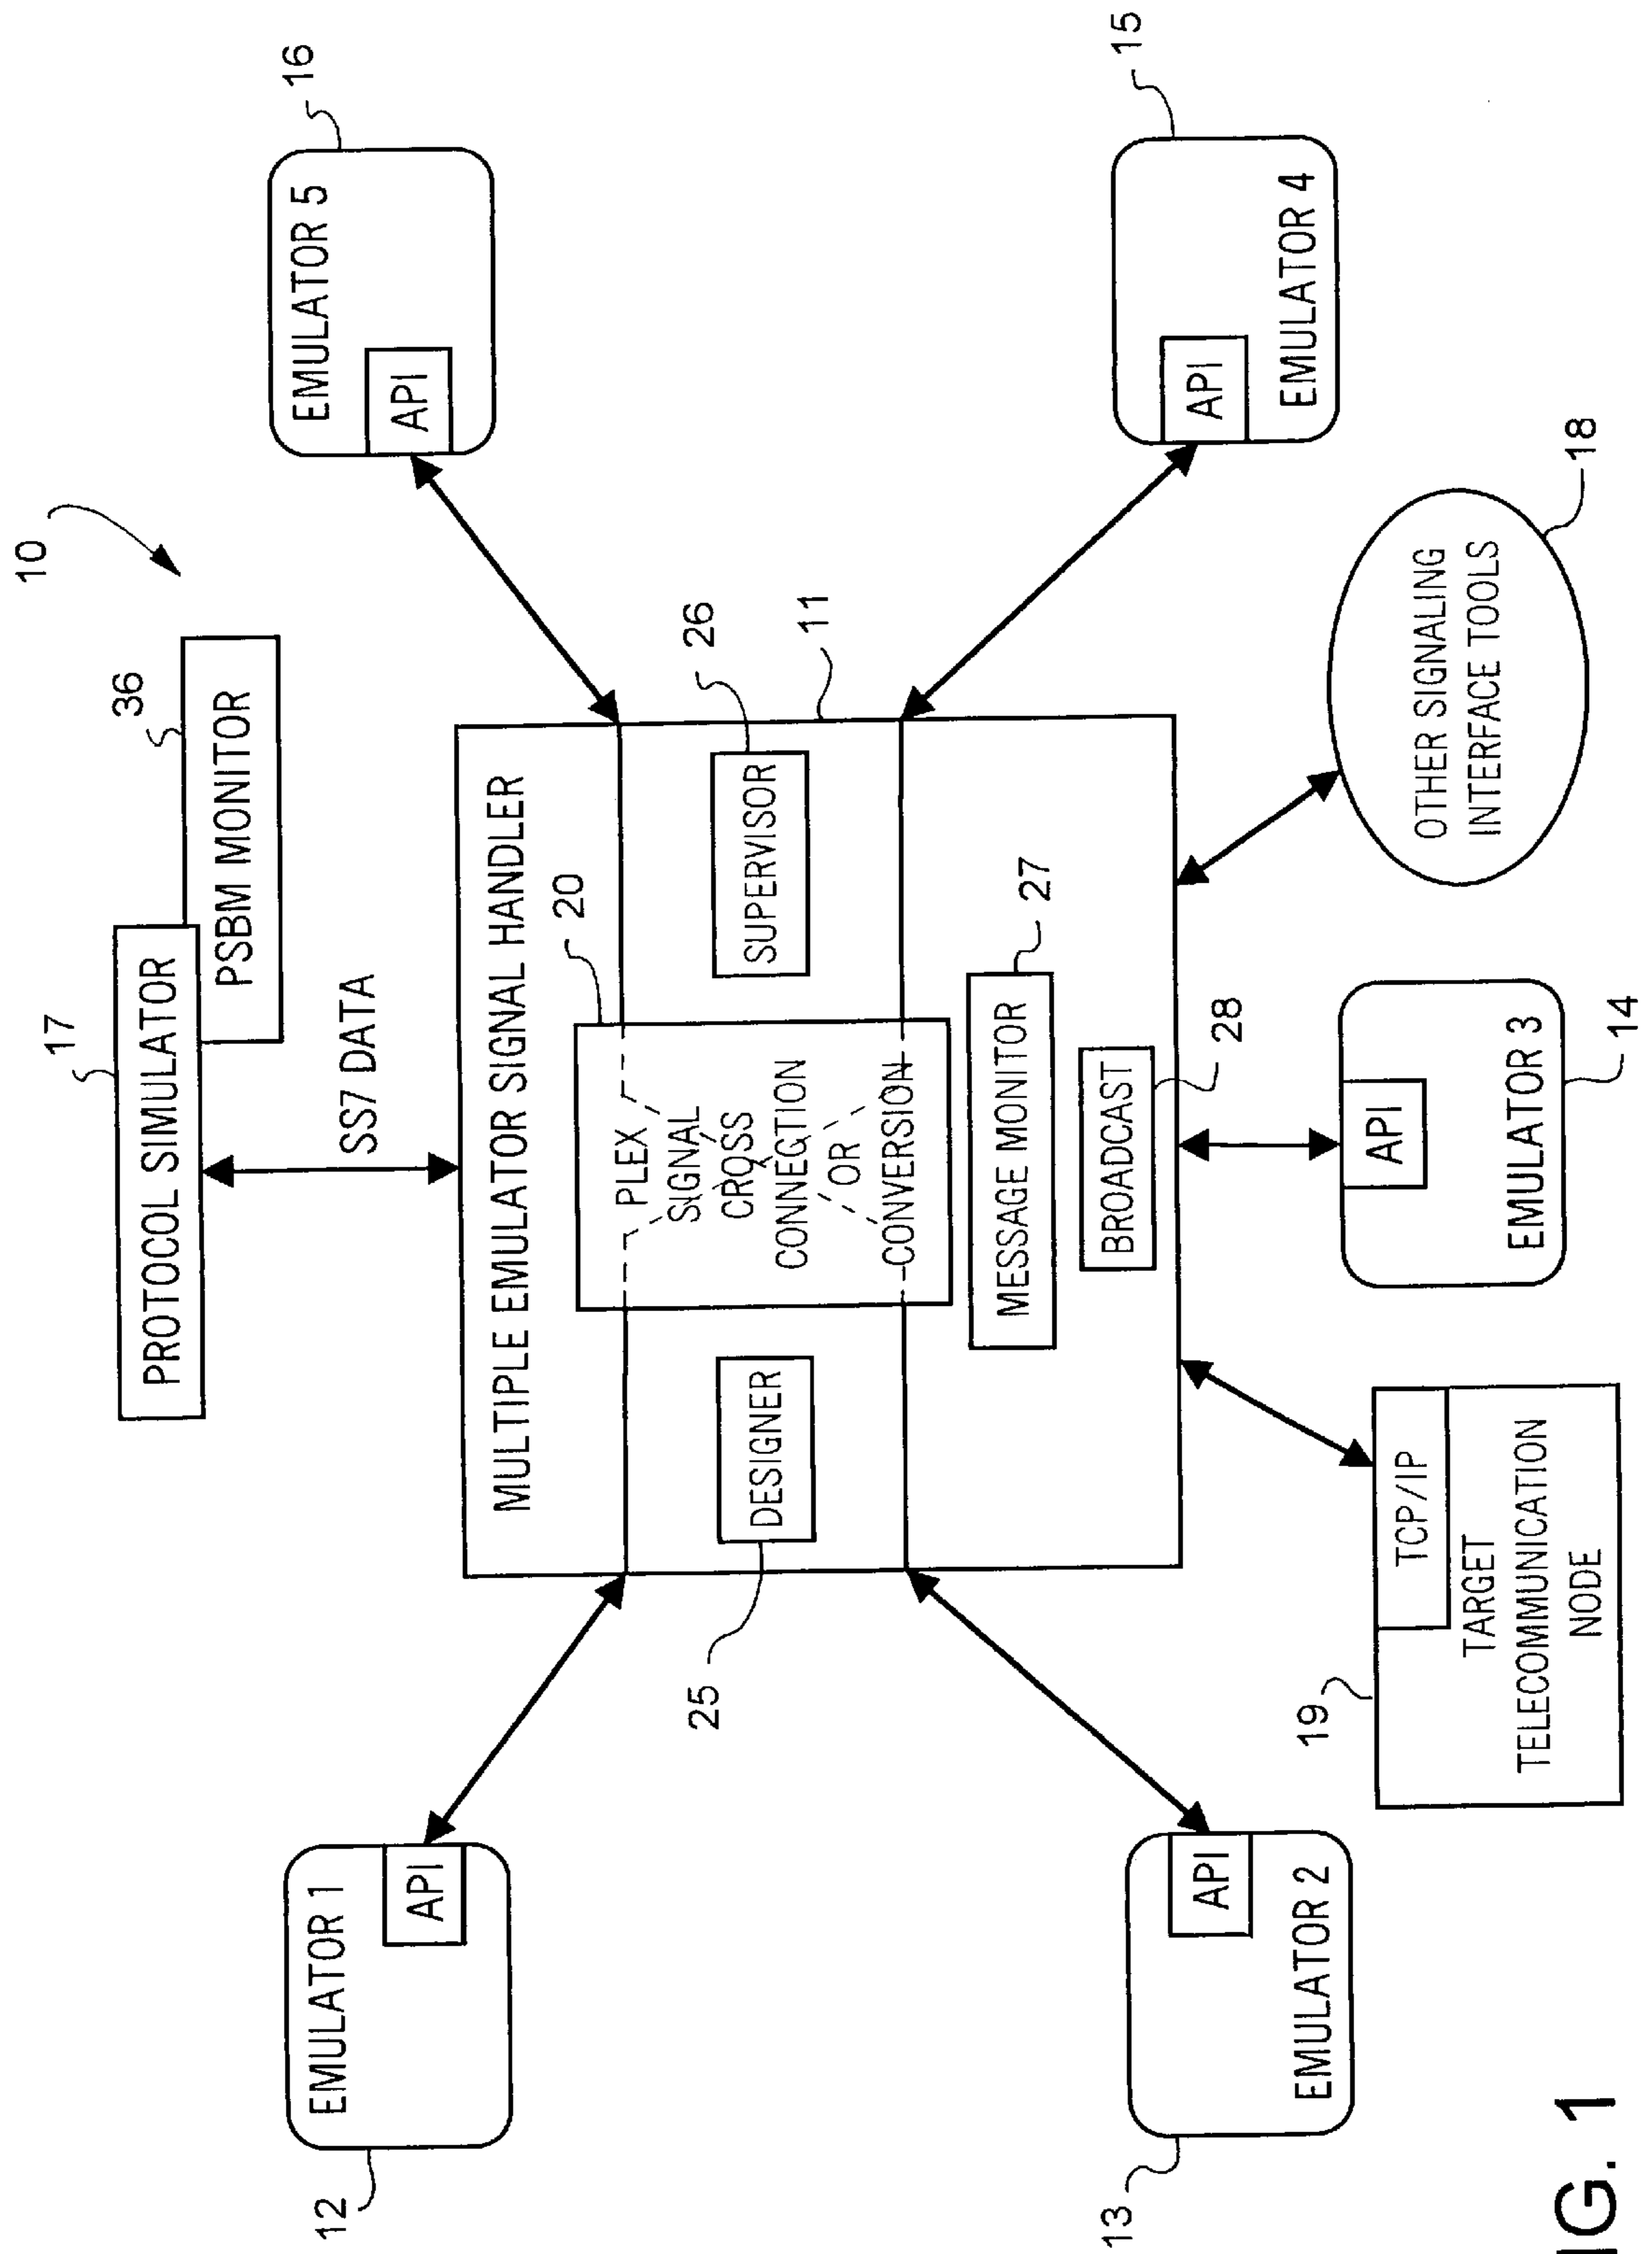 10
17
36
PROTOCOL SIMULATOR
PSBM MONITOR
SS7 DATA
12
EMULATOR 1
API
16
EMULATOR 5
API
MULTIPLE EMULATOR SIGNAL HANDLER
11
20
PLEX
SIGNAL
CROSS
CONNECTION
OR
CONVERSION
25
DESIGNER
26
SUPERVISOR
MESSAGE MONITOR
27
BROADCAST
28
13
API
EMULATOR 2
15
API
EMULATOR 4
19
TCP/IP
TARGET
TELECOMMUNICATION
NODE
API
EMULATOR 3
14
OTHER SIGNALING
INTERFACE TOOLS
18
IG. 1